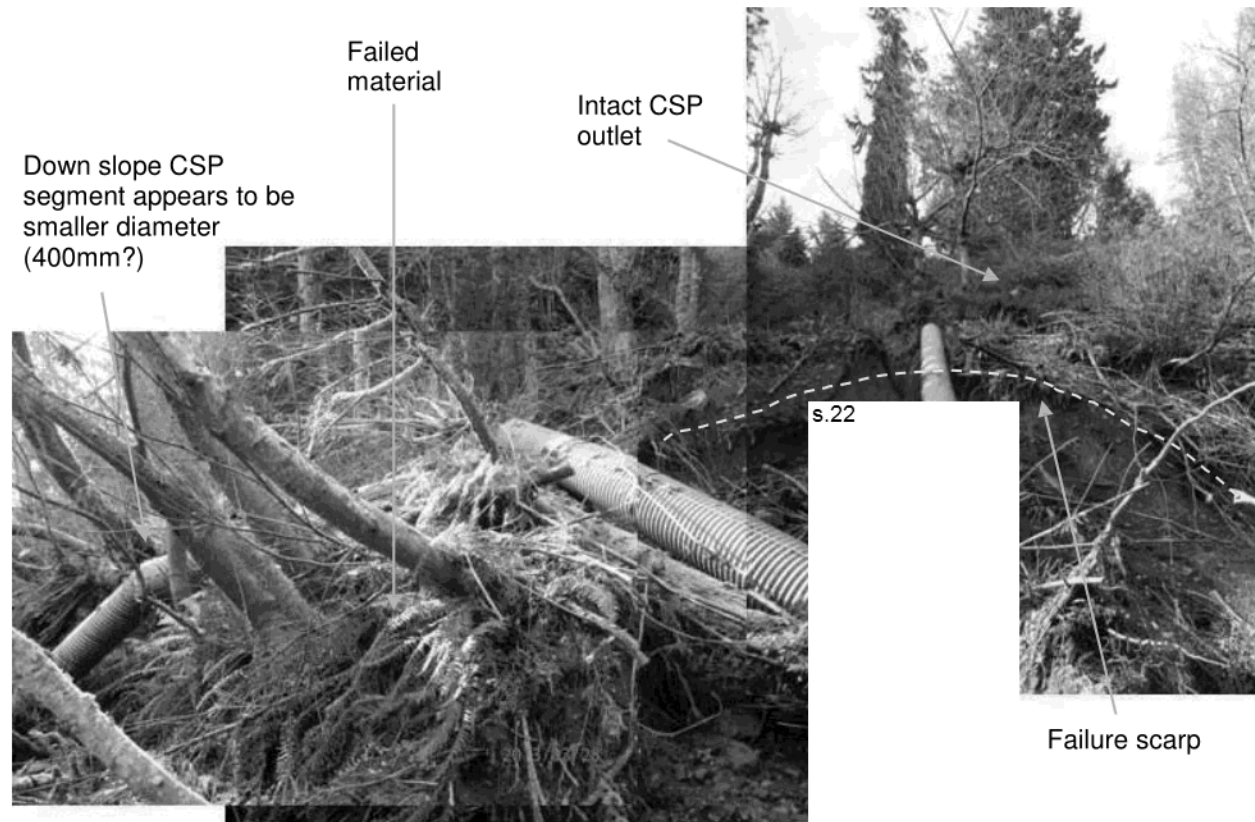 Failed
material
Intact CSP
outlet
Down slope CSP
segment appears to be
smaller diameter
(400mm?)
s.22
Failure scarp